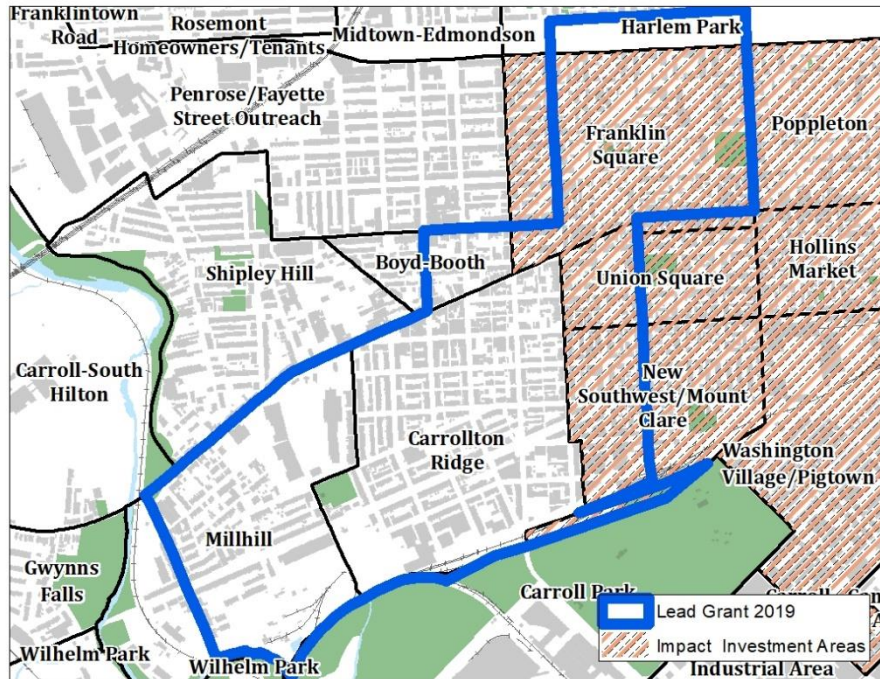 Franklintown
Road
Rosemont
Homeowners/Tenants
Midtown-Edmondson
Harlem Park
Penrose/Fayette
Street Outreach
Franklin
Square
Poppleton
Shipley Hill
Boyd-Booth
Union Square
Hollins
Market
Carroll-South
Hilton
New
Southwest/Mount
Clare
Carrollton
Ridge
Washington
Village/Pigtown
Millhill
Gwynns
Falls
Carroll Park
Wilhelm Park
Wilhelm Park
Lead Grant 2019
Impact Investment Areas
Industrial Area